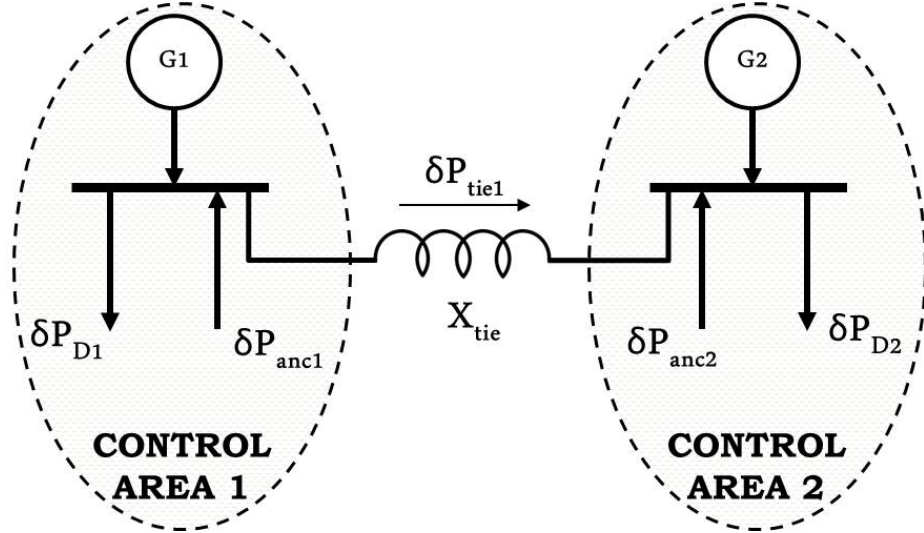 G1
G2
δP_tie1
X_tie
δP_D1
δP_anc1
δP_anc2
δP_D2
CONTROL
AREA 1
CONTROL
AREA 2